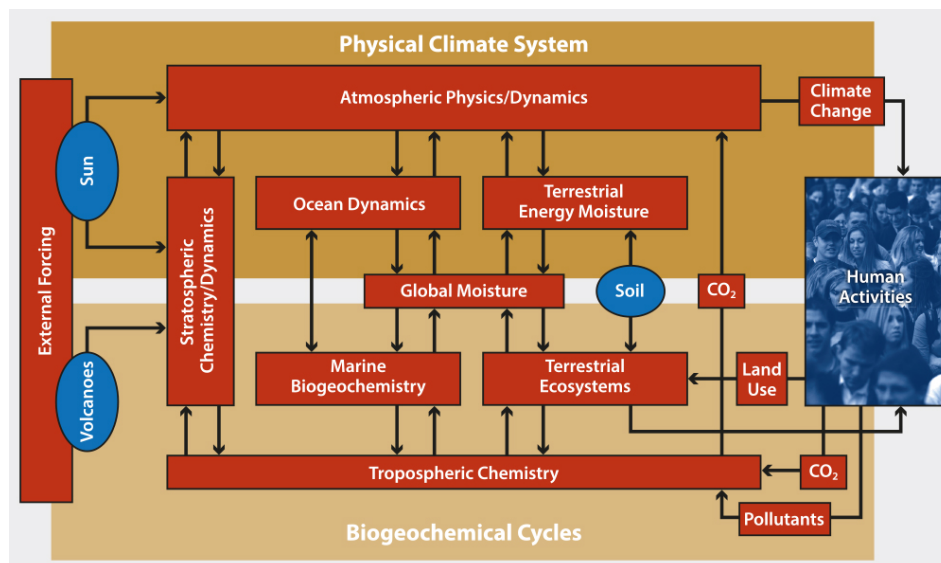 Physical Climate System
Atmospheric Physics/Dynamics
Climate
Change
External Forcing
Sun
Stratospheric
Chemistry/Dynamics
Ocean Dynamics
Terrestrial
Energy Moisture
Global Moisture
Soil
CO₂
Human
Activities
Volcanoes
Marine
Biogeochemistry
Terrestrial
Ecosystems
Land
Use
Tropospheric Chemistry
CO₂
Pollutants
Biogeochemical Cycles